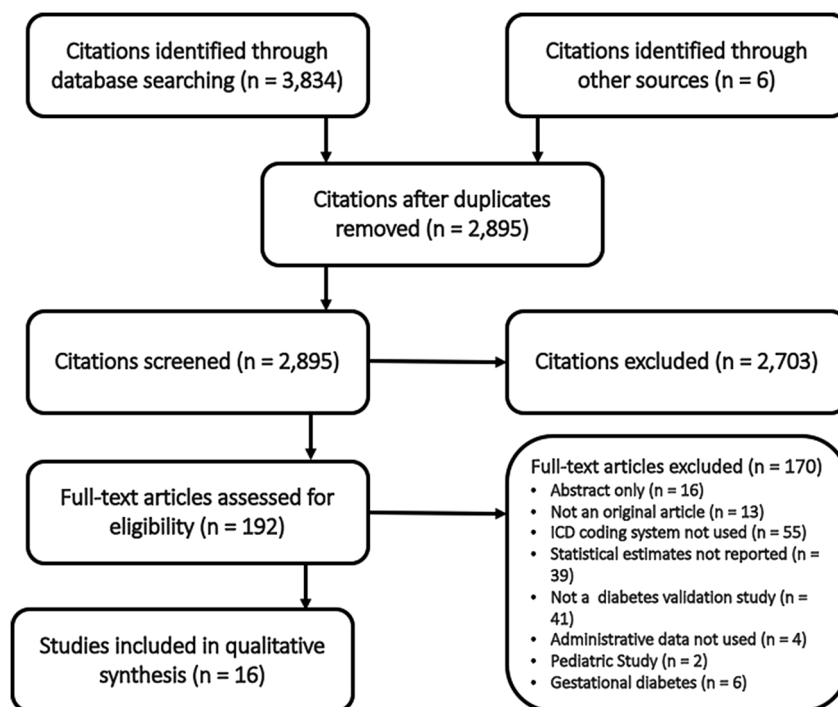 Citations identified through
database searching (n = 3,834)
Citations identified through
other sources (n = 6)
Citations after duplicates
removed (n = 2,895)
Citations screened (n = 2,895)
Citations excluded (n = 2,703)
Full-text articles assessed for
eligibility (n = 192)
Full-text articles excluded (n = 170)
• Abstract only (n = 16)
• Not an original article (n = 13)
• ICD coding system not used (n = 55)
• Statistical estimates not reported (n =
39)
• Not a diabetes validation study (n =
41)
• Administrative data not used (n = 4)
• Pediatric Study (n = 2)
• Gestational diabetes (n = 6)
Studies included in qualitative
synthesis (n = 16)